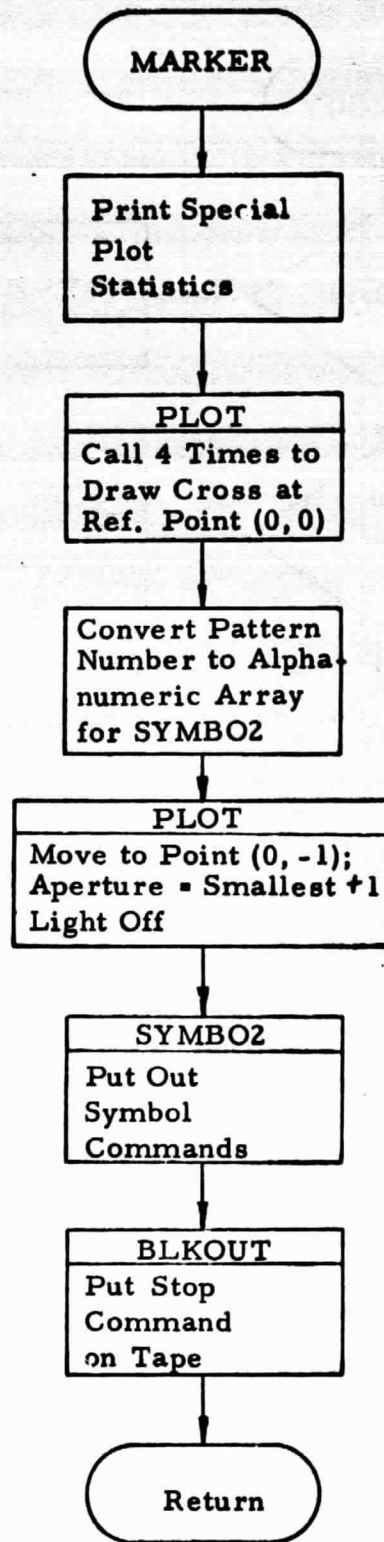 MARKER
Print Special
Plot
Statistics
PLOT
Call 4 Times to
Draw Cross at
Ref. Point (0,0)
Convert Pattern
Number to Alpha-
numeric Array
for SYMBO2
PLOT
Move to Point (0, -1);
Aperture = Smallest +1
Light Off
SYMBO2
Put Out
Symbol
Commands
BLKOUT
Put Stop
Command
on Tape
Return